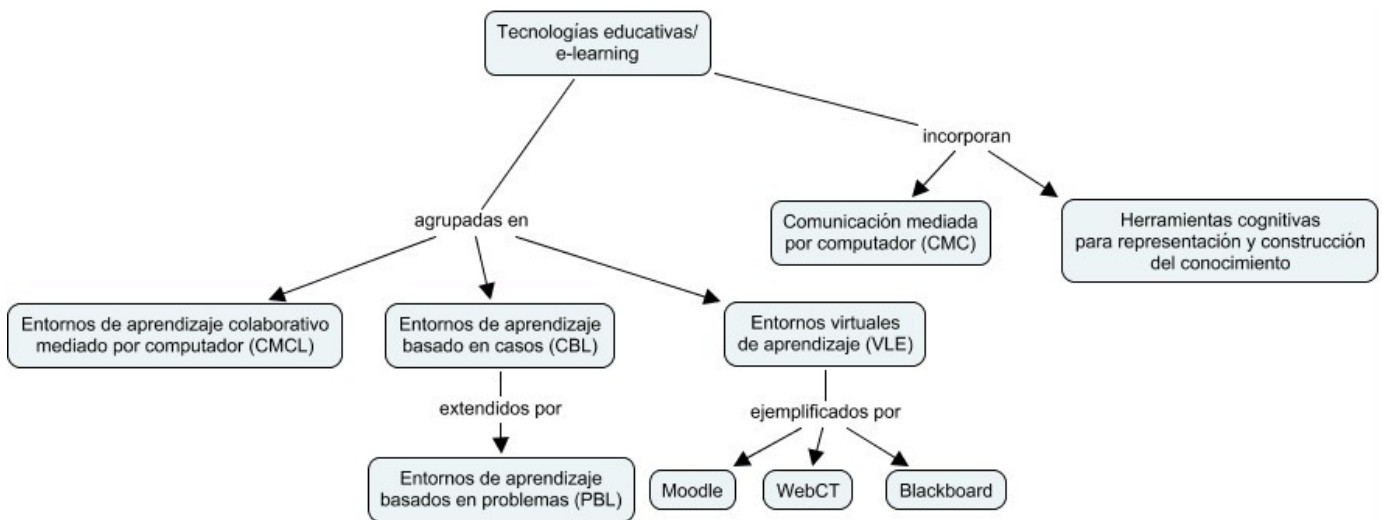 Tecnologías educativas/
e-learning
incorporan
Comunicación mediada
por computador (CMC)
Herramientas cognitivas
para representación y construcción
del conocimiento
agrupadas en
Entornos de aprendizaje colaborativo
mediado por computador (CMCL)
Entornos de aprendizaje
basado en casos (CBL)
Entornos virtuales
de aprendizaje (VLE)
extendidos por
ejemplificados por
Entornos de aprendizaje
basados en problemas (PBL)
Moodle
WebCT
Blackboard